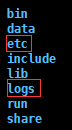 bin
data
etc
include
lib
logs
run
share